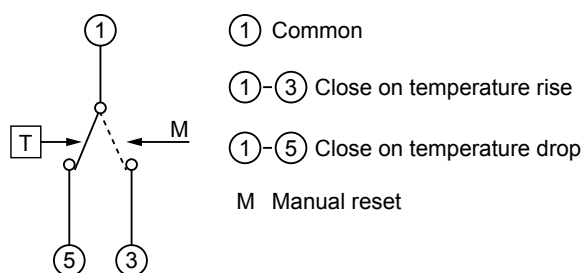 1
1 Common
1-3 Close on temperature rise
T
M
1-5 Close on temperature drop
M Manual reset
5
3